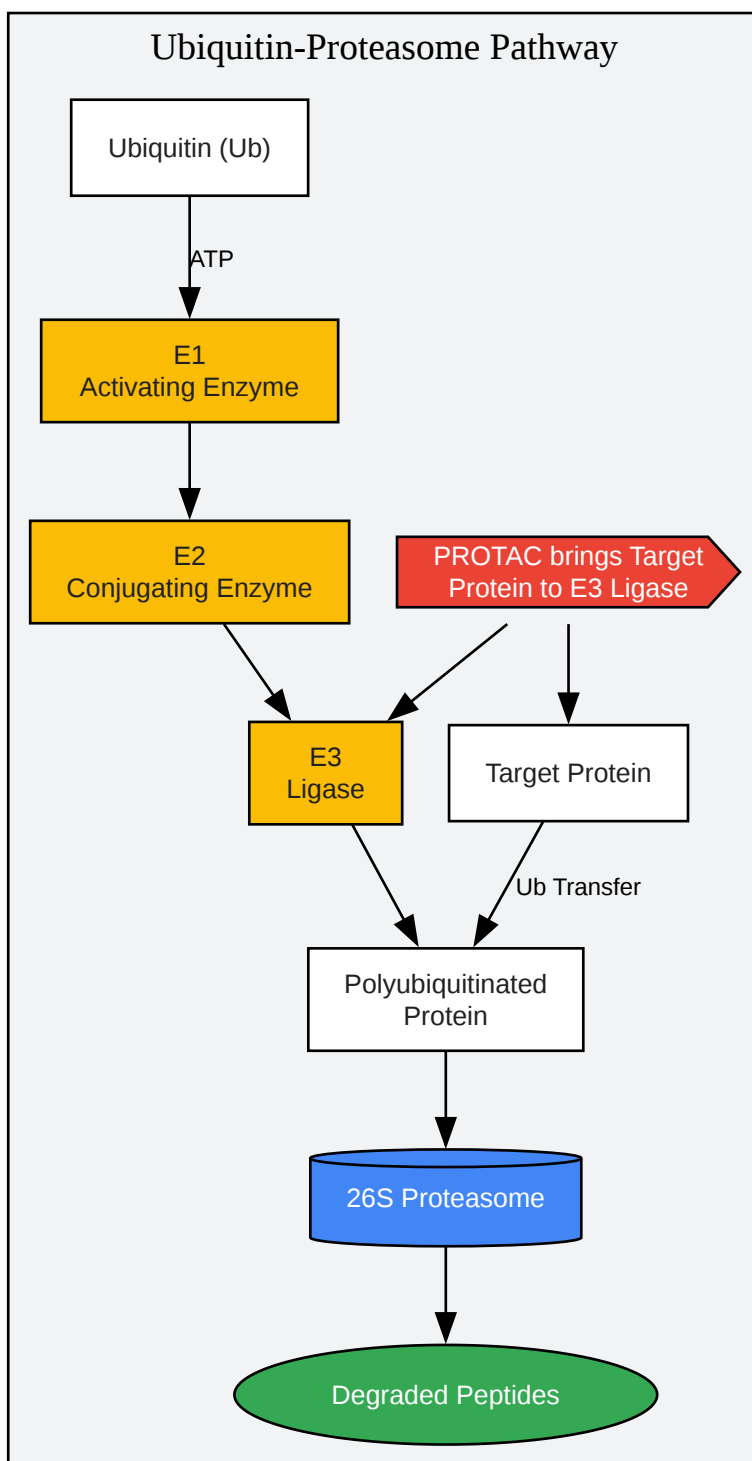 Ubiquitin-Proteasome Pathway
Ubiquitin (Ub)
ATP
E1
Activating Enzyme
E2
Conjugating Enzyme
PROTAC brings Target
Protein to E3 Ligase
E3
Ligase
Target Protein
Ub Transfer
Polyubiquitinated
Protein
26S Proteasome
Degraded Peptides